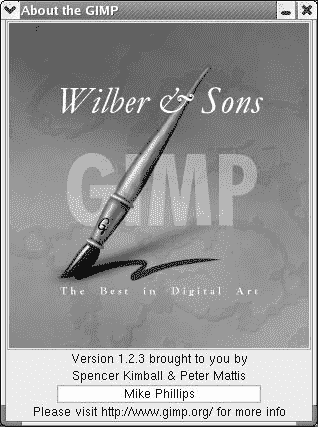 About the GIMP
Wilber & Sons
GIMP
G
The Best in Digital Art
Version 1.2.3 brought to you by
Spencer Kimball & Peter Mattis
Mike Phillips
Please visit http://www.gimp.org/ for more info